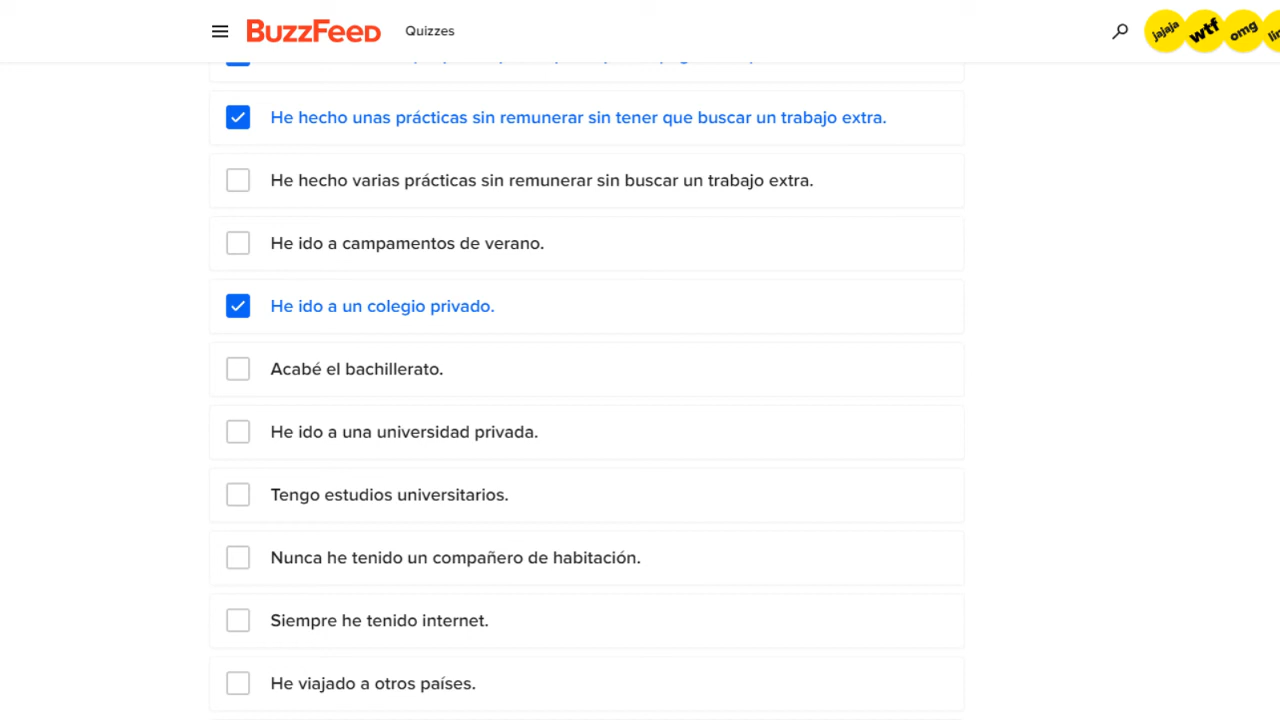 BuzzFeed Quizzes jajaja wtf omg
He hecho unas prácticas sin remunerar sin tener que buscar un trabajo extra.
He hecho varias prácticas sin remunerar sin buscar un trabajo extra.
He ido a campamentos de verano.
He ido a un colegio privado.
Acabé el bachillerato.
He ido a una universidad privada.
Tengo estudios universitarios.
Nunca he tenido un compañero de habitación.
Siempre he tenido internet.
He viajado a otros países.